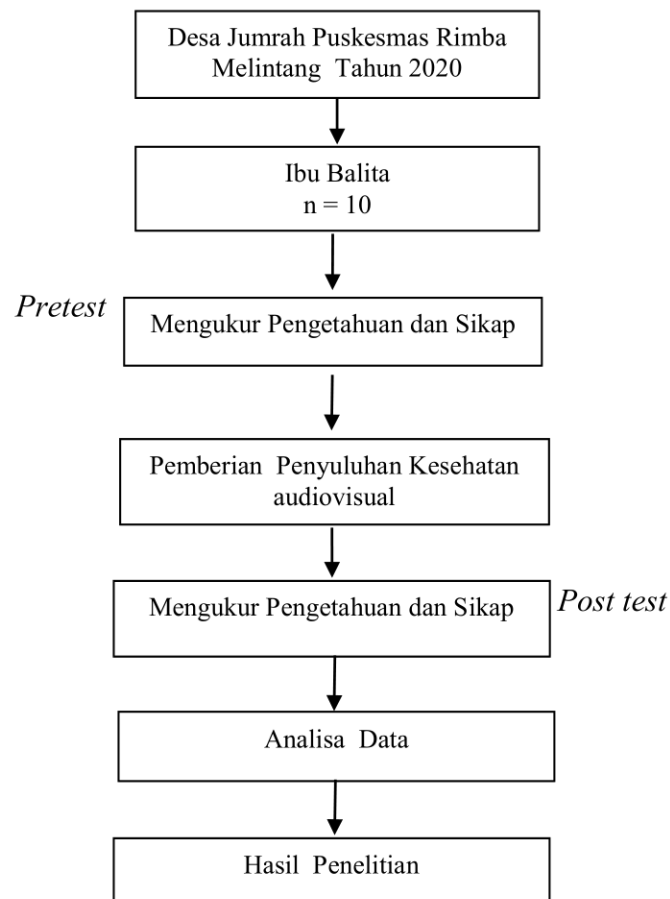 Desa Jumrah Puskesmas Rimba
Melintang Tahun 2020
Ibu Balita
n = 10
Pretest
Mengukur Pengetahuan dan Sikap
Pemberian Penyuluhan Kesehatan
audiovisual
Mengukur Pengetahuan dan Sikap
Post test
Analisa Data
Hasil Penelitian